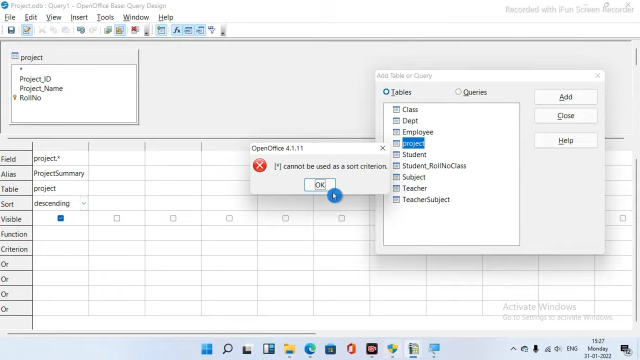 Project.odb : Query1 - OpenOffice Base: Query Design
Recorded with iFun Screen Recorder
File Edit View Insert Tools Window Help
project
*
Project_ID
Project_Name
RollNo
Add Table or Query
Tables
Queries
Class
Dept
Employee
project
Student
Student_RollNoClass
Subject
Teacher
TeacherSubject
Add
Close
Help
OpenOffice 4.1.11
[*] cannot be used as a sort criterion.
OK
Field project.*
Alias ProjectSummary
Table project
Sort descending
Visible
Function
Criterion
Or
Or
Or
Or
Activate Windows
Go to Settings to activate Windows.
ENG
15:27
Monday
31-01-2022